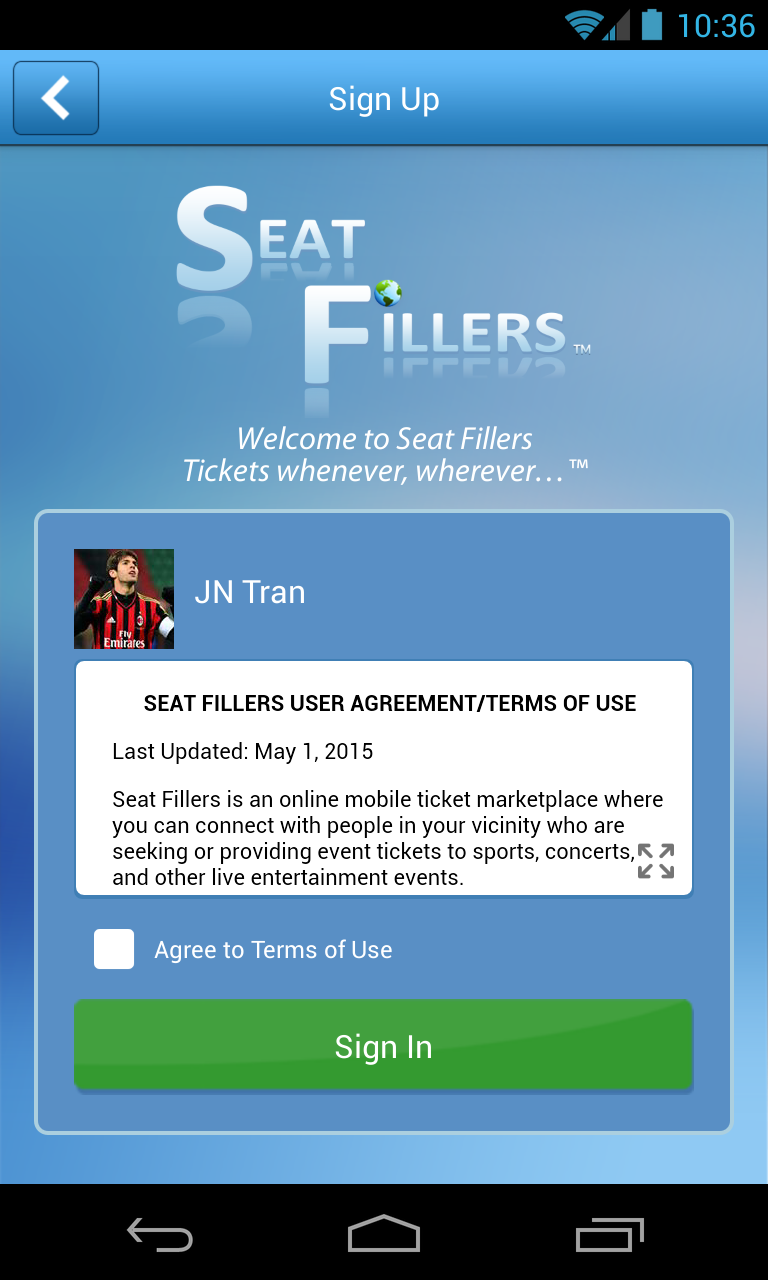 10:36
Sign Up
SEAT
FILLERS ™
Welcome to Seat Fillers
Tickets whenever, wherever...™
JN Tran
Fly
Emirates
SEAT FILLERS USER AGREEMENT/TERMS OF USE
Last Updated: May 1, 2015
Seat Fillers is an online mobile ticket marketplace where
you can connect with people in your vicinity who are
seeking or providing event tickets to sports, concerts,
and other live entertainment events.
Agree to Terms of Use
Sign In